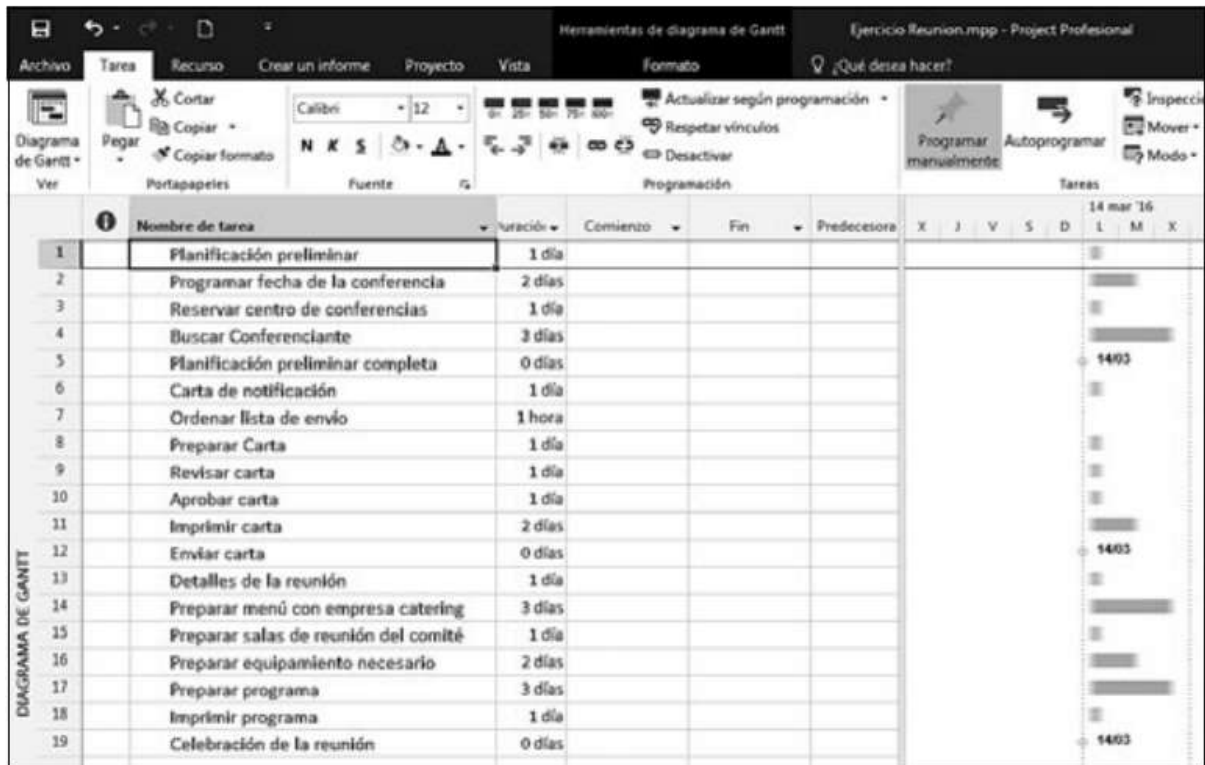 Herramientas de diagrama de Gantt Ejercicio Reunion.mpp - Project Profesional
Archivo Tarea Recurso Crear un informe Proyecto Vista Formato ¿Qué desea hacer?
Diagrama de Gantt
Ver
Pegar
Cortar
Copiar
Copiar formato
Portapapeles
Calibri 12
N K S A
Fuente
0% 25% 50% 75% 100%
Actualizar según programación
Respetar vínculos
Desactivar
Programación
Programar manualmente
Autoprogramar
Mover
Modo
Tareas
Nombre de tarea Comienzo Fin Predecesora
14 mar '16
X J V S D L M X
1 Planificación preliminar 1 día
2 Programar fecha de la conferencia 2 días
3 Reservar centro de conferencias 1 día
4 Buscar Conferenciante 3 días
5 Planificación preliminar completa 0 días 14/03
6 Carta de notificación 1 día
7 Ordenar lista de envío 1 hora
8 Preparar Carta 1 día
9 Revisar carta 1 día
10 Aprobar carta 1 día
11 Imprimir carta 2 días
12 Enviar carta 0 días 14/03
13 Detalles de la reunión 1 día
14 Preparar menú con empresa catering 3 días
15 Preparar salas de reunión del comité 1 día
16 Preparar equipamiento necesario 2 días
17 Preparar programa 3 días
18 Imprimir programa 1 día
19 Celebración de la reunión 0 días 14/03
DIAGRAMA DE GANTT